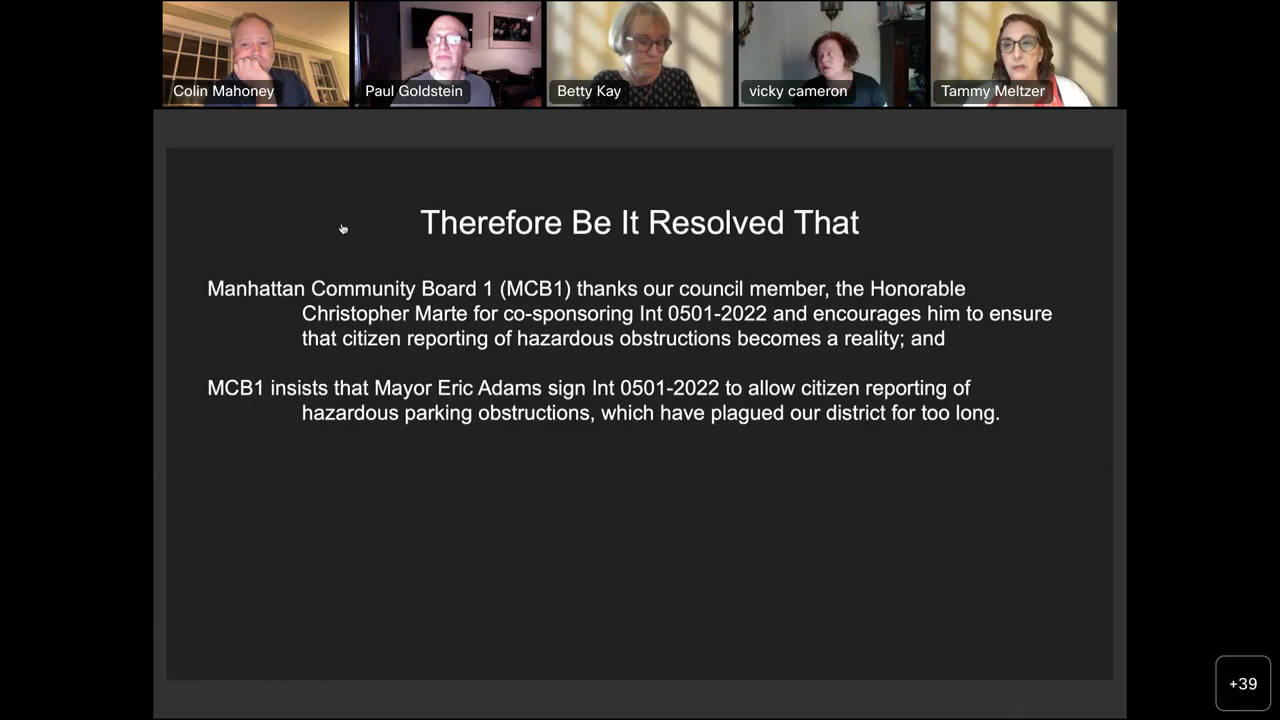 Colin Mahoney
Paul Goldstein
Betty Kay
vicky cameron
Tammy Meltzer
Therefore Be It Resolved That
Manhattan Community Board 1 (MCB1) thanks our council member, the Honorable
Christopher Marte for co-sponsoring Int 0501-2022 and encourages him to ensure
that citizen reporting of hazardous obstructions becomes a reality; and
MCB1 insists that Mayor Eric Adams sign Int 0501-2022 to allow citizen reporting of
hazardous parking obstructions, which have plagued our district for too long.
+39